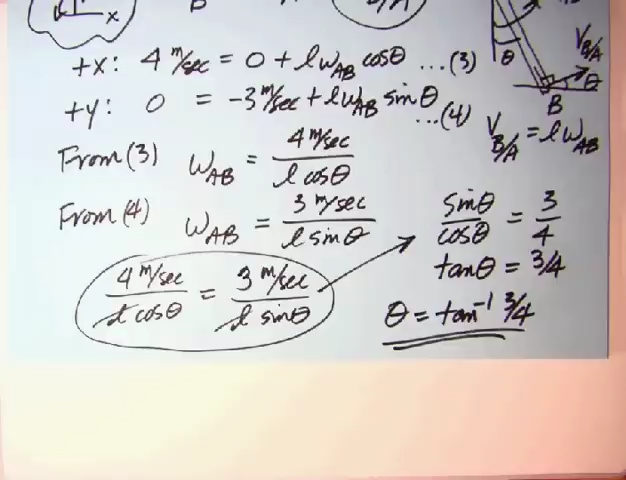 x
B
B/A
+x: 4 m/sec = 0 + lω_AB cosθ ...(3)
+y: 0 = -3 m/sec + lω_AB sinθ ...(4)
θ
V_B/A
θ
B
V_B/A = lω_AB
From (3) ω_AB = 4 m/sec / l cosθ
From (4) ω_AB = 3 m/sec / l sinθ
4 m/sec / l cosθ = 3 m/sec / l sinθ
sinθ / cosθ = 3/4
tanθ = 3/4
θ = tan⁻¹ 3/4